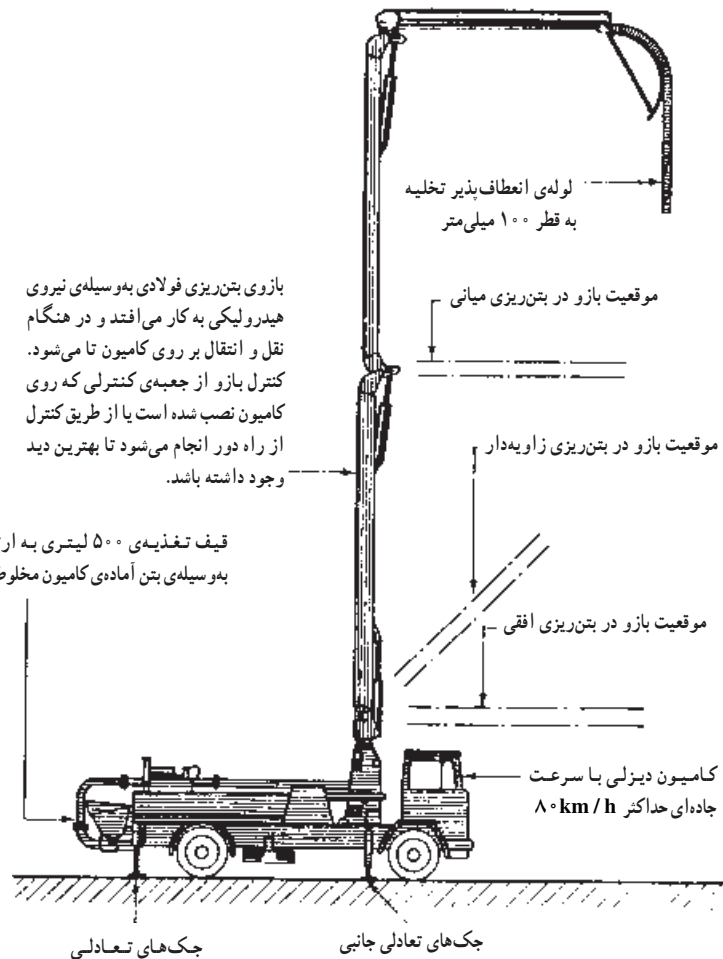 لوله‌ی انعطاف‌پذیر تخلیه
به قطر ۱۰۰ میلی‌متر
بازوی بتن‌ریزی فولادی به‌وسیله‌ی نیروی
هیدرولیکی به کار می‌افتد و در هنگام
نقل و انتقال بر روی کامیون تا می‌شود.
کنترل بازو از جعبه‌ی کنترلی که روی
کامیون نصب شده است یا از طریق کنترل
از راه دور انجام می‌شود تا بهترین دید
وجود داشته باشد.
موقعیت بازو در بتن‌ریزی میانی
موقعیت بازو در بتن‌ریزی زاویه‌دار
قیف تغذیه‌ی ۵۰۰ لیتری به
به‌وسیله‌ی بتن آماده‌ی کامیون
موقعیت بازو در بتن‌ریزی افقی
کامیون دیزلی با سرعت
جاده‌ای حداکثر ۸۰km / h
جک‌های تعادلی جانبی
جک‌های تعادلی